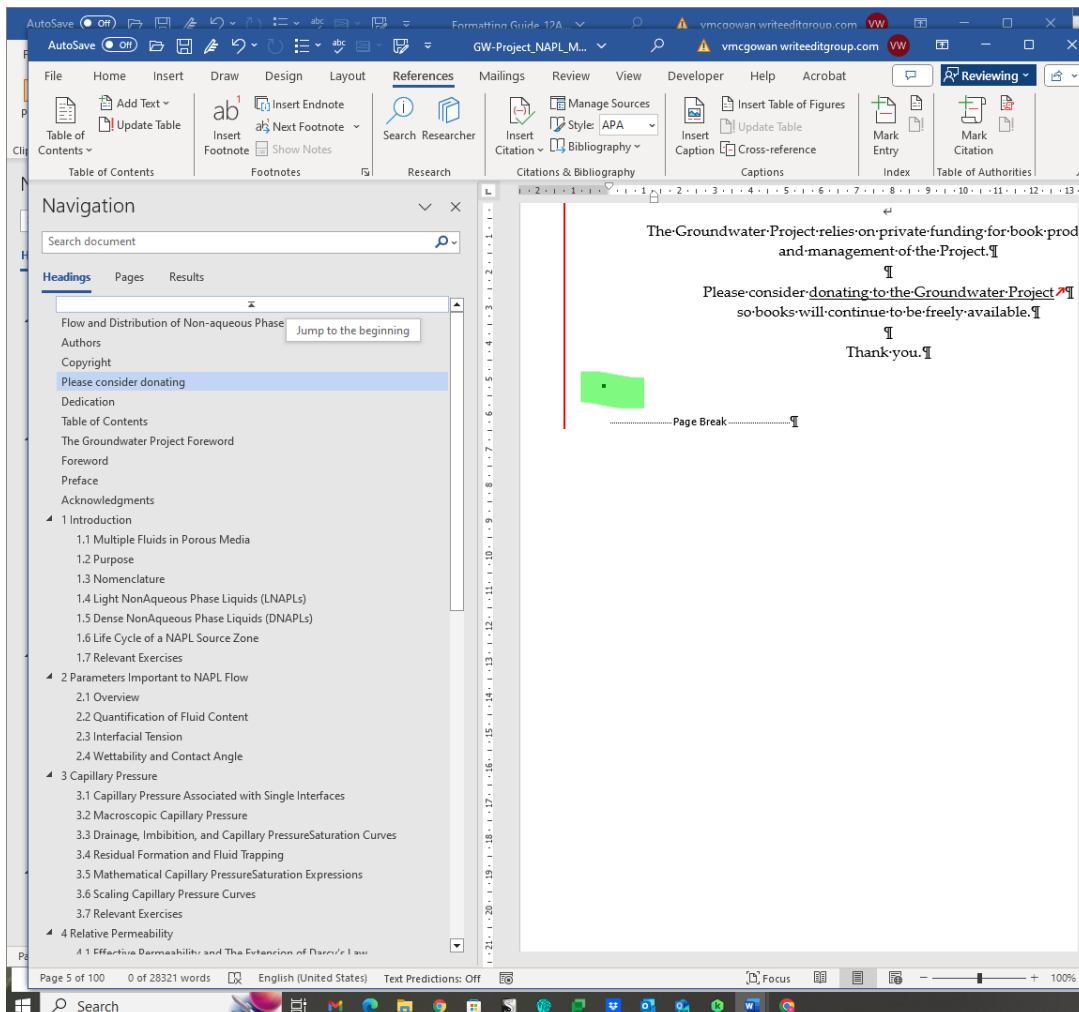 AutoSave Off Formatting Guide_12A... vmcgowan writeeditgroup.com VW
AutoSave Off GW-Project_NAPL_M... vmcgowan writeeditgroup.com VW
File Home Insert Draw Design Layout References Mailings Review View Developer Help Acrobat Reviewing
Table of Contents
Add Text
Update Table
ab1 Insert Footnote
Insert Endnote
Next Footnote
Show Notes
Search Researcher
Insert Citation
Manage Sources
Style: APA
Bibliography
Insert Caption
Insert Table of Figures
Update Table
Cross-reference
Mark Entry
Mark Citation
Table of Contents Footnotes Research Citations & Bibliography Captions Index Table of Authorities
Navigation
Search document
Headings Pages Results
Flow and Distribution of Non-aqueous Phase
Jump to the beginning
Authors
Copyright
Please consider donating
Dedication
Table of Contents
The Groundwater Project Foreword
Foreword
Preface
Acknowledgments
1 Introduction
1.1 Multiple Fluids in Porous Media
1.2 Purpose
1.3 Nomenclature
1.4 Light NonAqueous Phase Liquids (LNAPLs)
1.5 Dense NonAqueous Phase Liquids (DNAPLs)
1.6 Life Cycle of a NAPL Source Zone
1.7 Relevant Exercises
2 Parameters Important to NAPL Flow
2.1 Overview
2.2 Quantification of Fluid Content
2.3 Interfacial Tension
2.4 Wettability and Contact Angle
3 Capillary Pressure
3.1 Capillary Pressure Associated with Single Interfaces
3.2 Macroscopic Capillary Pressure
3.3 Drainage, Imbibition, and Capillary PressureSaturation Curves
3.4 Residual Formation and Fluid Trapping
3.5 Mathematical Capillary PressureSaturation Expressions
3.6 Scaling Capillary Pressure Curves
3.7 Relevant Exercises
4 Relative Permeability
4.1 Effective Permeability and The Extension of Darcy's Law
The·Groundwater·Project·relies·on·private·funding·for·book·prod
and·management·of·the·Project.¶
¶
Please·consider·donating·to·the·Groundwater·Project ¶
so·books·will·continue·to·be·freely·available.¶
¶
Thank·you.¶
Page Break ¶
Page 5 of 100 0 of 28321 words English (United States) Text Predictions: Off Focus 100%
Search